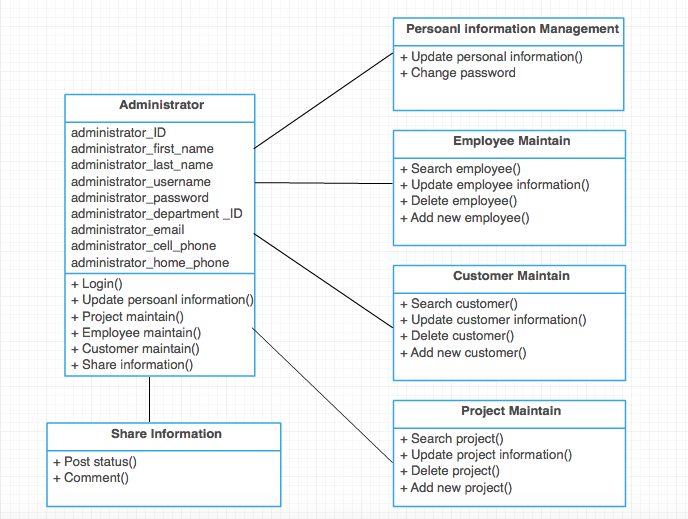 Persoanl information Management
+ Update personal information()
+ Change password
Administrator
administrator_ID
administrator_first_name
administrator_last_name
administrator_username
administrator_password
administrator_department _ID
administrator_email
administrator_cell_phone
administrator_home_phone
+ Login()
+ Update persoanl information()
+ Project maintain()
+ Employee maintain()
+ Customer maintain()
+ Share information()
Employee Maintain
+ Search employee()
+ Update employee information()
+ Delete employee()
+ Add new employee()
Customer Maintain
+ Search customer()
+ Update customer information()
+ Delete customer()
+ Add new customer()
Project Maintain
+ Search project()
+ Update project information()
+ Delete project()
+ Add new project()
Share Information
+ Post status()
+ Comment()